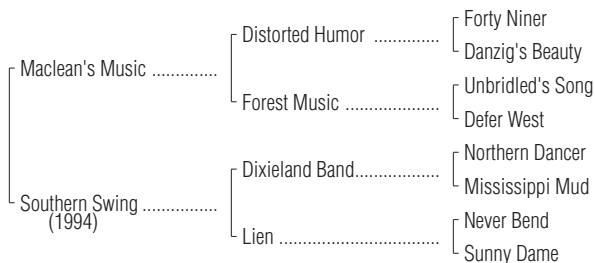 Forty Niner
Distorted Humor ..............
Danzig's Beauty
Maclean's Music ..............
Unbridled's Song
Forest Music ....................
Defer West
Northern Dancer
Dixieland Band..................
Mississippi Mud
Southern Swing ................
(1994)
Never Bend
Lien ..................................
Sunny Dame